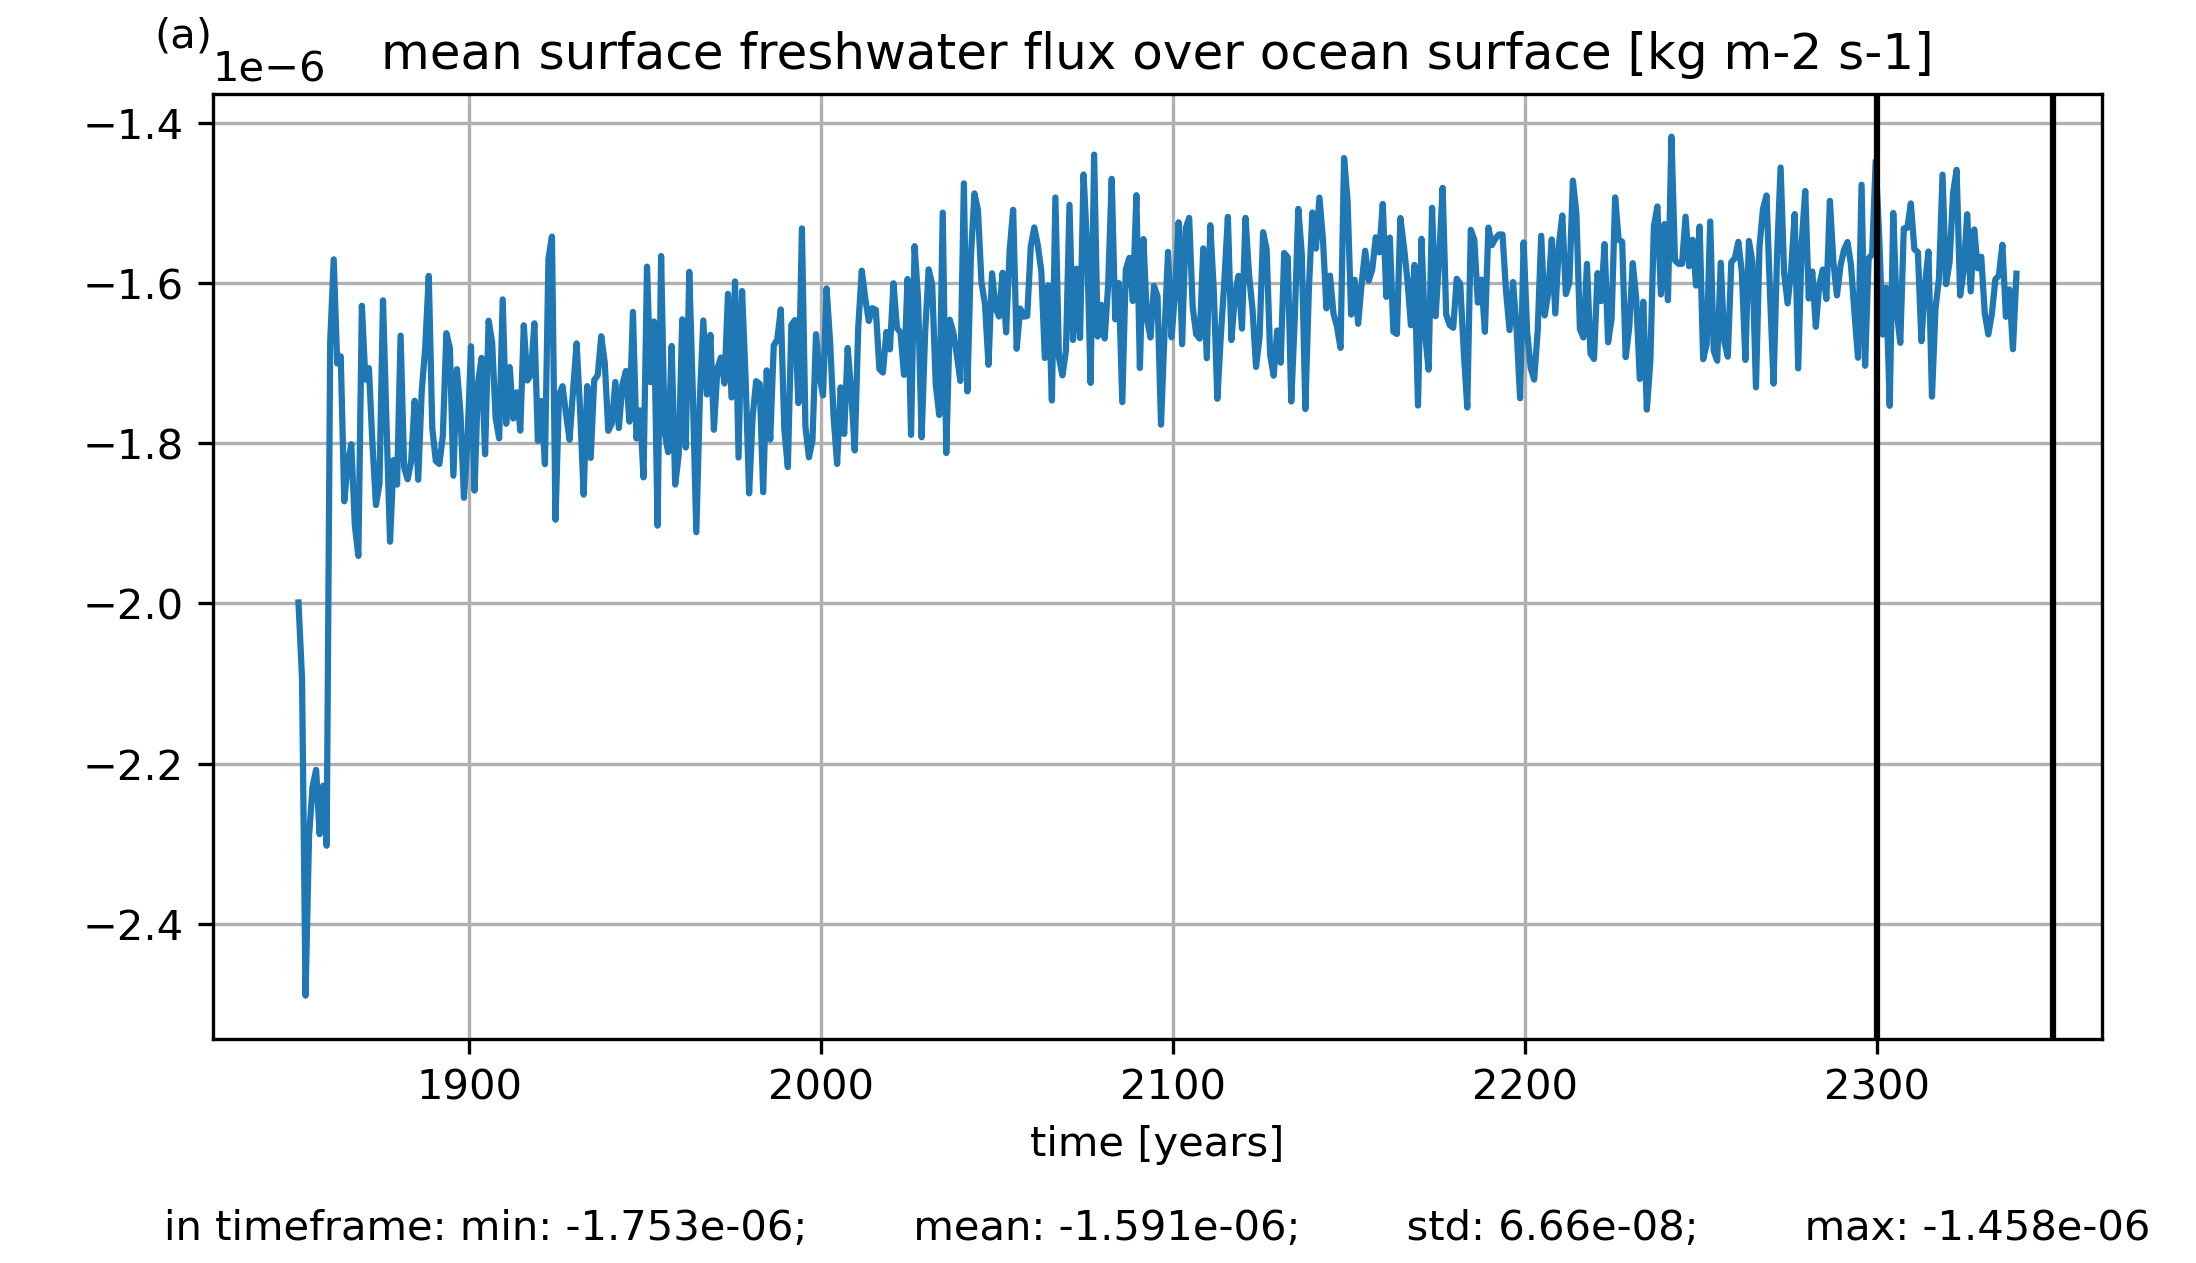 (a)
1e−6
mean surface freshwater flux over ocean surface [kg m-2 s-1]
−1.4
−1.6
−1.8
−2.0
−2.2
−2.4
1900 2000 2100 2200 2300
time [years]
in timeframe: min: -1.753e-06; mean: -1.591e-06; std: 6.66e-08; max: -1.458e-06